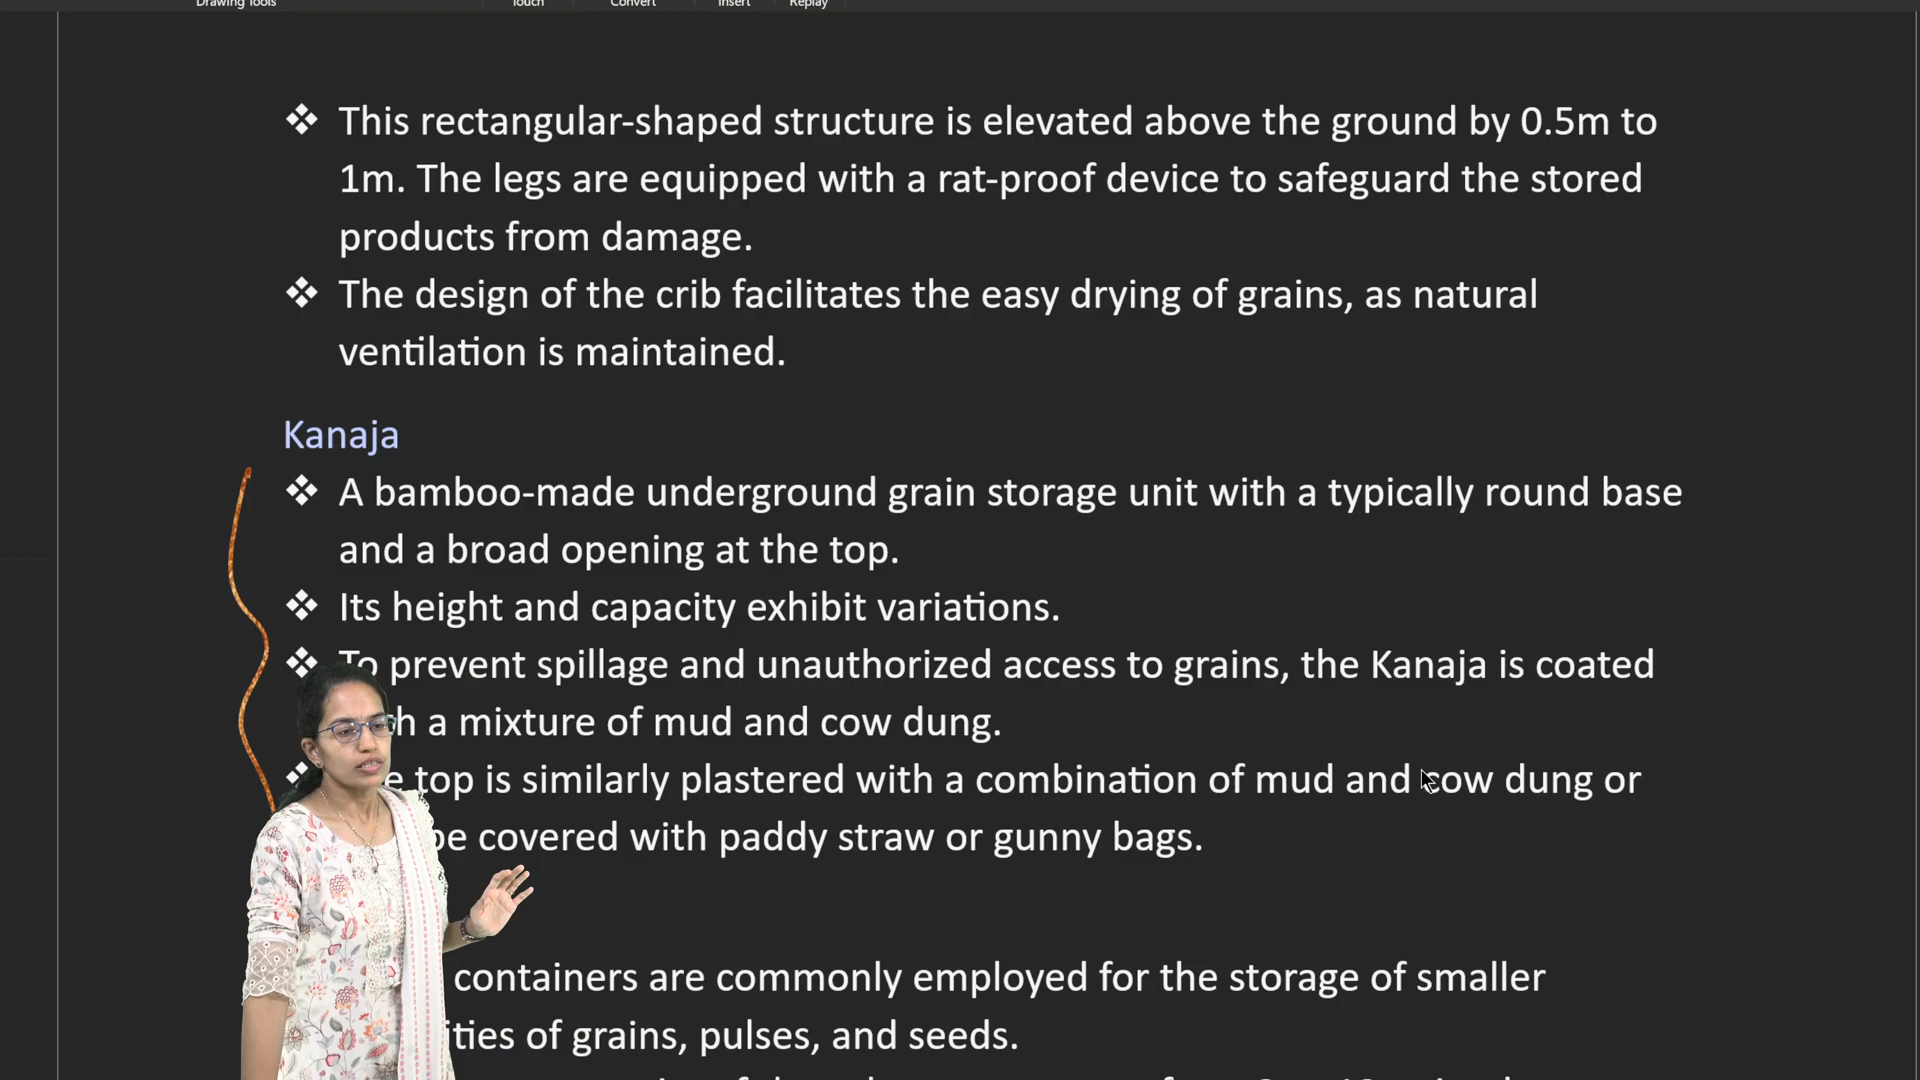 Drawing Tools Touch Convert Insert Replay
This rectangular-shaped structure is elevated above the ground by 0.5m to
1m. The legs are equipped with a rat-proof device to safeguard the stored
products from damage.
The design of the crib facilitates the easy drying of grains, as natural
ventilation is maintained.
Kanaja
A bamboo-made underground grain storage unit with a typically round base
and a broad opening at the top.
Its height and capacity exhibit variations.
To prevent spillage and unauthorized access to grains, the Kanaja is coated
a mixture of mud and cow dung.
top is similarly plastered with a combination of mud and cow dung or
be covered with paddy straw or gunny bags.
containers are commonly employed for the storage of smaller
of grains, pulses, and seeds.